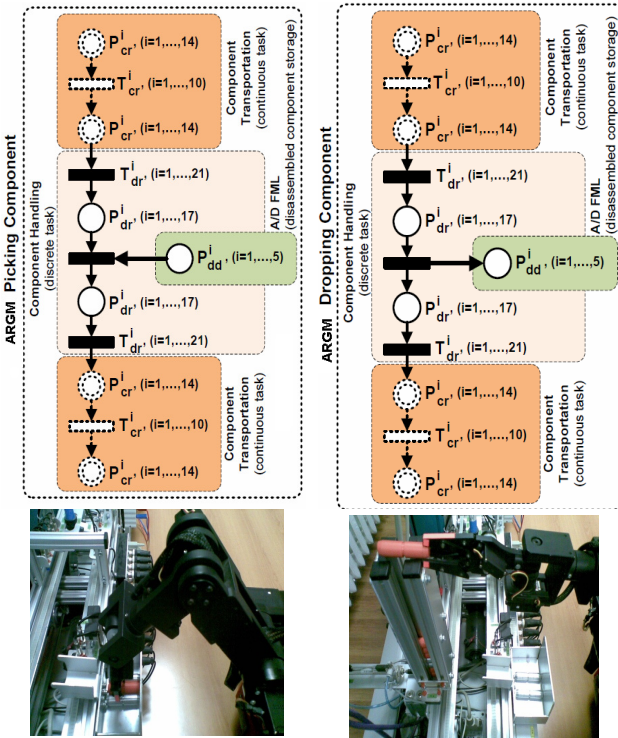 ARGM Picking Component
P^i_cr, (i=1,...,14)
T^i_cr, (i=1,...,10)
P^i_cr, (i=1,...,14)
Component
Transportation
(continuous task)
T^i_dr, (i=1,...,21)
P^i_dr, (i=1,...,17)
P^i_dd, (i=1,...,5)
P^i_dr, (i=1,...,17)
T^i_dr, (i=1,...,21)
Component Handling
(discrete task)
A/D FML
(disassembled component storage)
P^i_cr, (i=1,...,14)
T^i_cr, (i=1,...,10)
P^i_cr, (i=1,...,14)
Component
Transportation
(continuous task)
ARGM Dropping Component
P^i_cr, (i=1,...,14)
T^i_cr, (i=1,...,10)
P^i_cr, (i=1,...,14)
Component
Transportation
(continuous task)
T^i_dr, (i=1,...,21)
P^i_dr, (i=1,...,17)
P^i_dd, (i=1,...,5)
P^i_dr, (i=1,...,17)
T^i_dr, (i=1,...,21)
Component Handling
(discrete task)
A/D FML
(disassembled component storage)
P^i_cr, (i=1,...,14)
T^i_cr, (i=1,...,10)
P^i_cr, (i=1,...,14)
Component
Transportation
(continuous task)